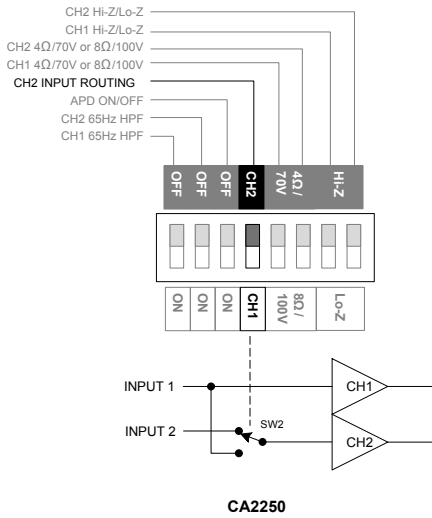 CH2 Hi-Z/Lo-Z
CH1 Hi-Z/Lo-Z
CH2 4Ω/70V or 8Ω/100V
CH1 4Ω/70V or 8Ω/100V
CH2 INPUT ROUTING
APD ON/OFF
CH2 65Hz HPF
CH1 65Hz HPF
OFF
OFF
OFF
CH2
4Ω/
70V
Hi-Z
ON
ON
ON
CH1
8Ω/
100V
Lo-Z
INPUT 1
CH1
INPUT 2
SW2
CH2
CA2250